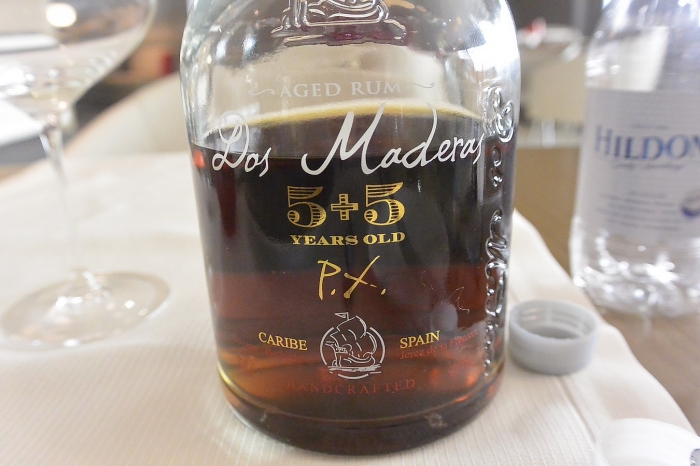 AGED RUM
Dos Maderas
5+5
YEARS OLD
P.X.
CARIBE SPAIN
HANDCRAFTED
HILDON